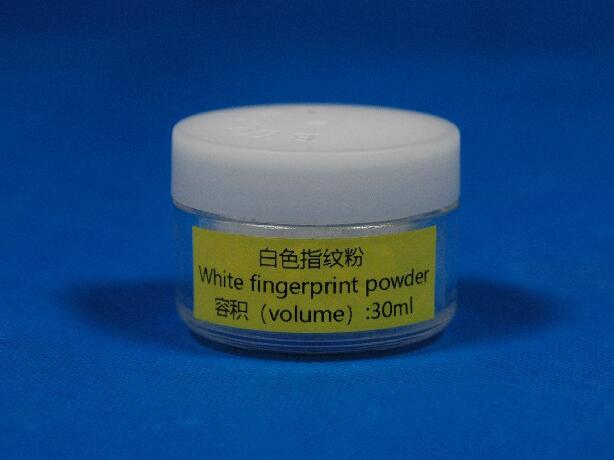 白色指纹粉
White fingerprint powder
容积（volume）:30ml